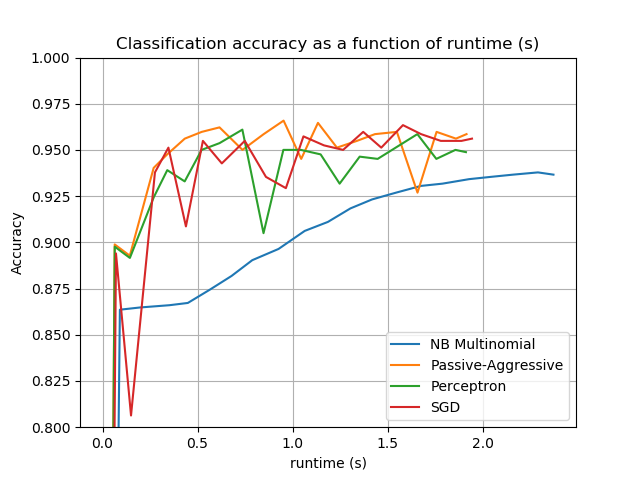 Classification accuracy as a function of runtime (s)
1.000
0.975
0.950
0.925
0.900
0.875
0.850
0.825
0.800
Accuracy
0.0 0.5 1.0 1.5 2.0
runtime (s)
NB Multinomial
Passive-Aggressive
Perceptron
SGD